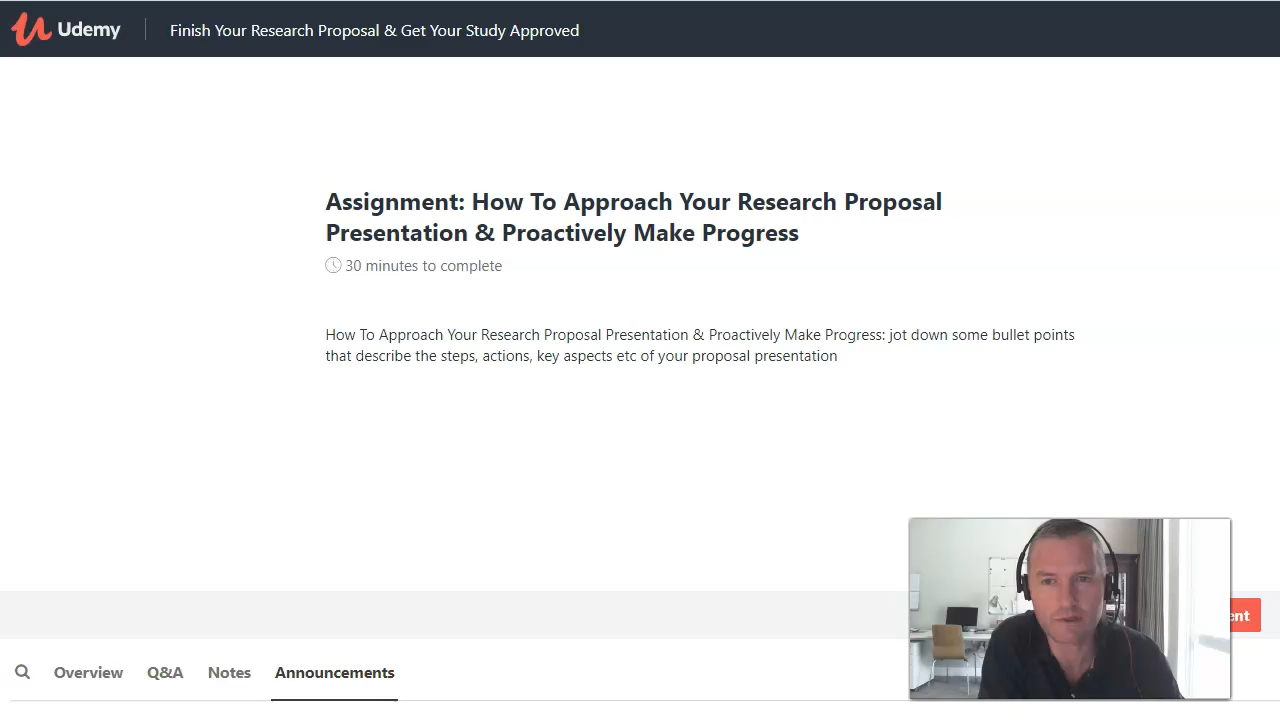 Udemy
Finish Your Research Proposal & Get Your Study Approved
Assignment: How To Approach Your Research Proposal
Presentation & Proactively Make Progress
30 minutes to complete
How To Approach Your Research Proposal Presentation & Proactively Make Progress: jot down some bullet points
that describe the steps, actions, key aspects etc of your proposal presentation
ent
Overview Q&A Notes Announcements